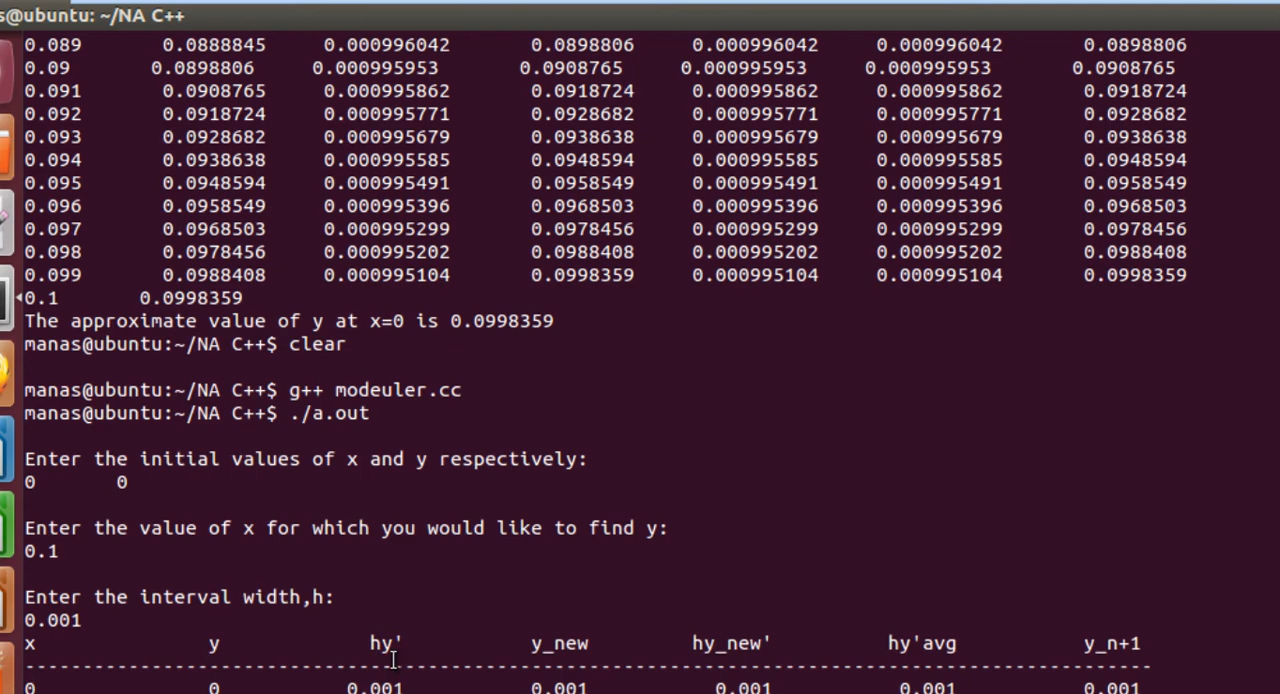 s@ubuntu: ~/NA C++
0.089 0.0888845 0.000996042 0.0898806 0.000996042 0.000996042 0.0898806
0.09 0.0898806 0.000995953 0.0908765 0.000995953 0.000995953 0.0908765
0.091 0.0908765 0.000995862 0.0918724 0.000995862 0.000995862 0.0918724
0.092 0.0918724 0.000995771 0.0928682 0.000995771 0.000995771 0.0928682
0.093 0.0928682 0.000995679 0.0938638 0.000995679 0.000995679 0.0938638
0.094 0.0938638 0.000995585 0.0948594 0.000995585 0.000995585 0.0948594
0.095 0.0948594 0.000995491 0.0958549 0.000995491 0.000995491 0.0958549
0.096 0.0958549 0.000995396 0.0968503 0.000995396 0.000995396 0.0968503
0.097 0.0968503 0.000995299 0.0978456 0.000995299 0.000995299 0.0978456
0.098 0.0978456 0.000995202 0.0988408 0.000995202 0.000995202 0.0988408
0.099 0.0988408 0.000995104 0.0998359 0.000995104 0.000995104 0.0998359
0.1 0.0998359
The approximate value of y at x=0 is 0.0998359
manas@ubuntu:~/NA C++$ clear
manas@ubuntu:~/NA C++$ g++ modeuler.cc
manas@ubuntu:~/NA C++$ ./a.out
Enter the initial values of x and y respectively:
0 0
Enter the value of x for which you would like to find y:
0.1
Enter the interval width,h:
0.001
x y hy' y_new hy_new' hy'avg y_n+1
--------------------------------------------------------------------------------------------------
0 0 0.001 0.001 0.001 0.001 0.001